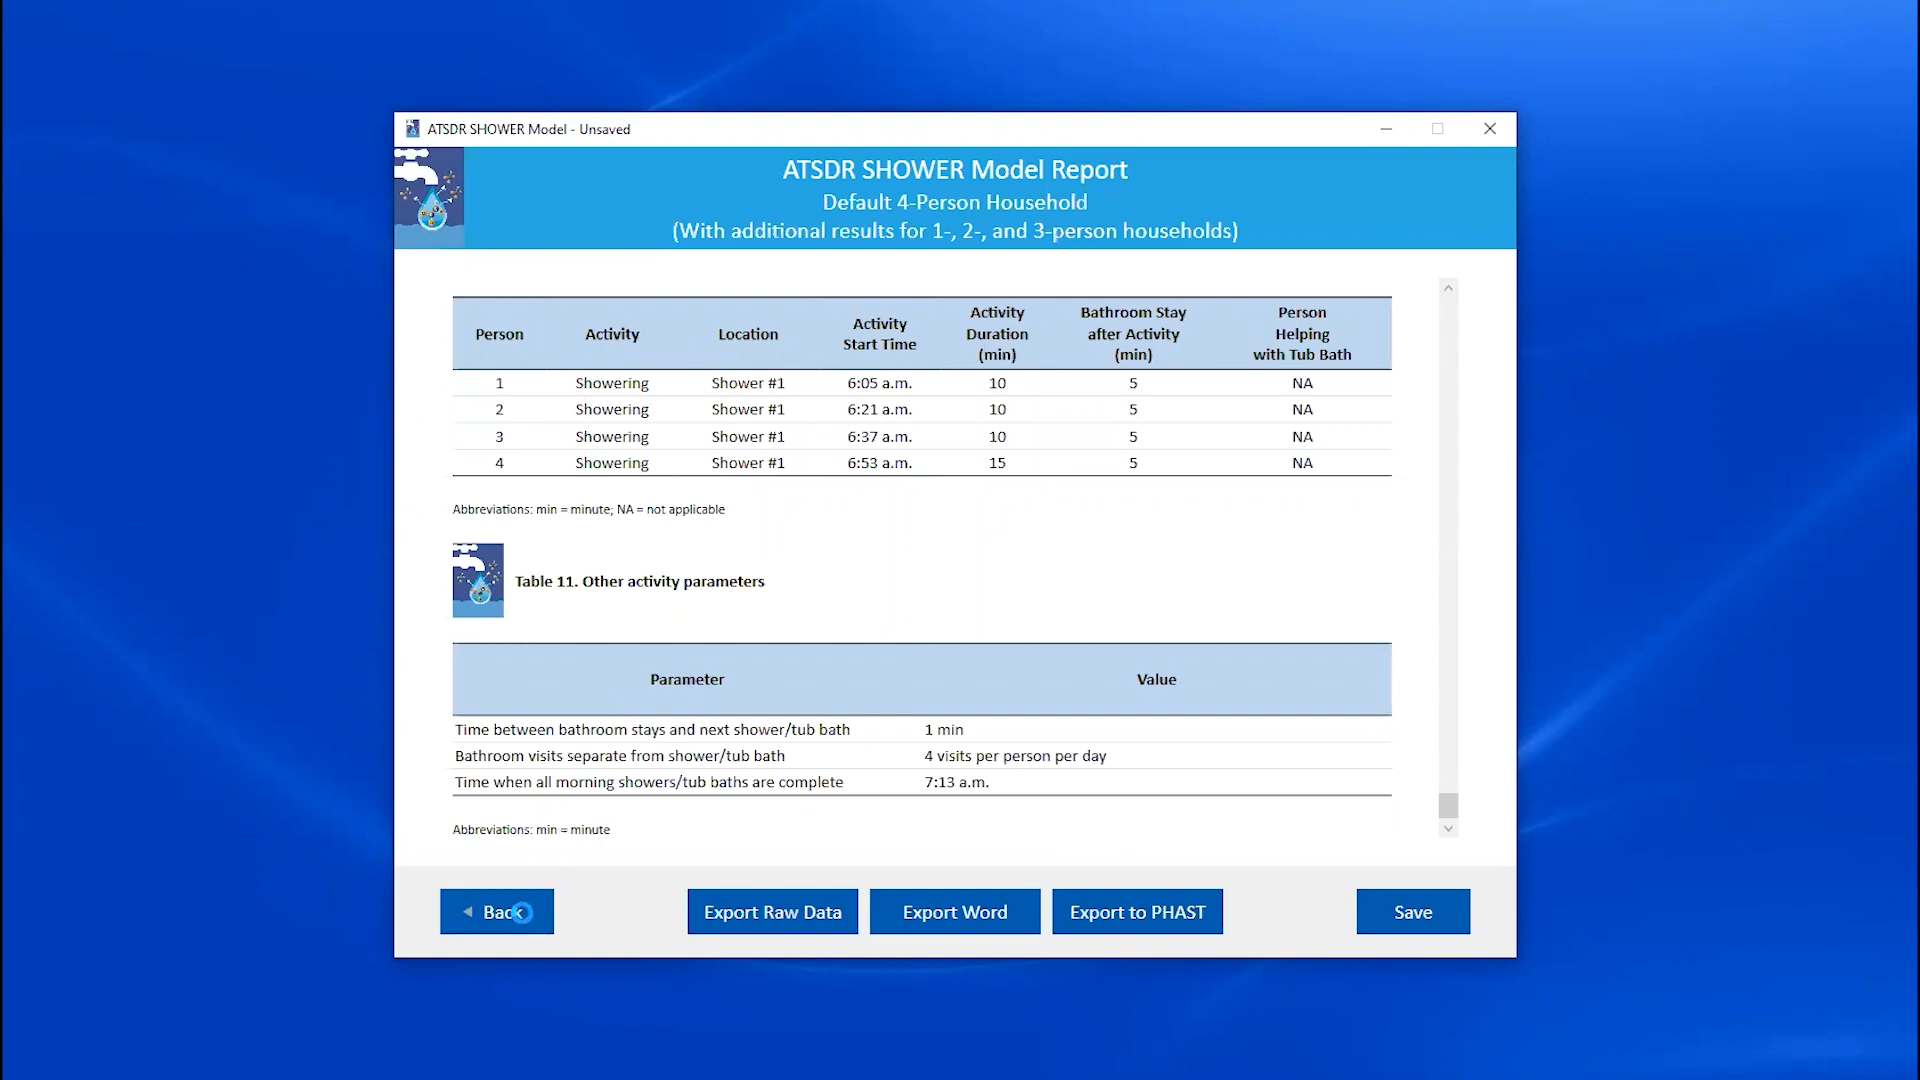 ATSDR SHOWER Model - Unsaved
ATSDR SHOWER Model Report
Default 4-Person Household
(With additional results for 1-, 2-, and 3-person households)
Person Activity Location Activity Start Time Activity Duration (min) Bathroom Stay after Activity (min) Person Helping with Tub Bath
1 Showering Shower #1 6:05 a.m. 10 5 NA
2 Showering Shower #1 6:21 a.m. 10 5 NA
3 Showering Shower #1 6:37 a.m. 10 5 NA
4 Showering Shower #1 6:53 a.m. 15 5 NA
Abbreviations: min = minute; NA = not applicable
Table 11. Other activity parameters
Parameter Value
Time between bathroom stays and next shower/tub bath 1 min
Bathroom visits separate from shower/tub bath 4 visits per person per day
Time when all morning showers/tub baths are complete 7:13 a.m.
Abbreviations: min = minute
Back Export Raw Data Export Word Export to PHAST Save